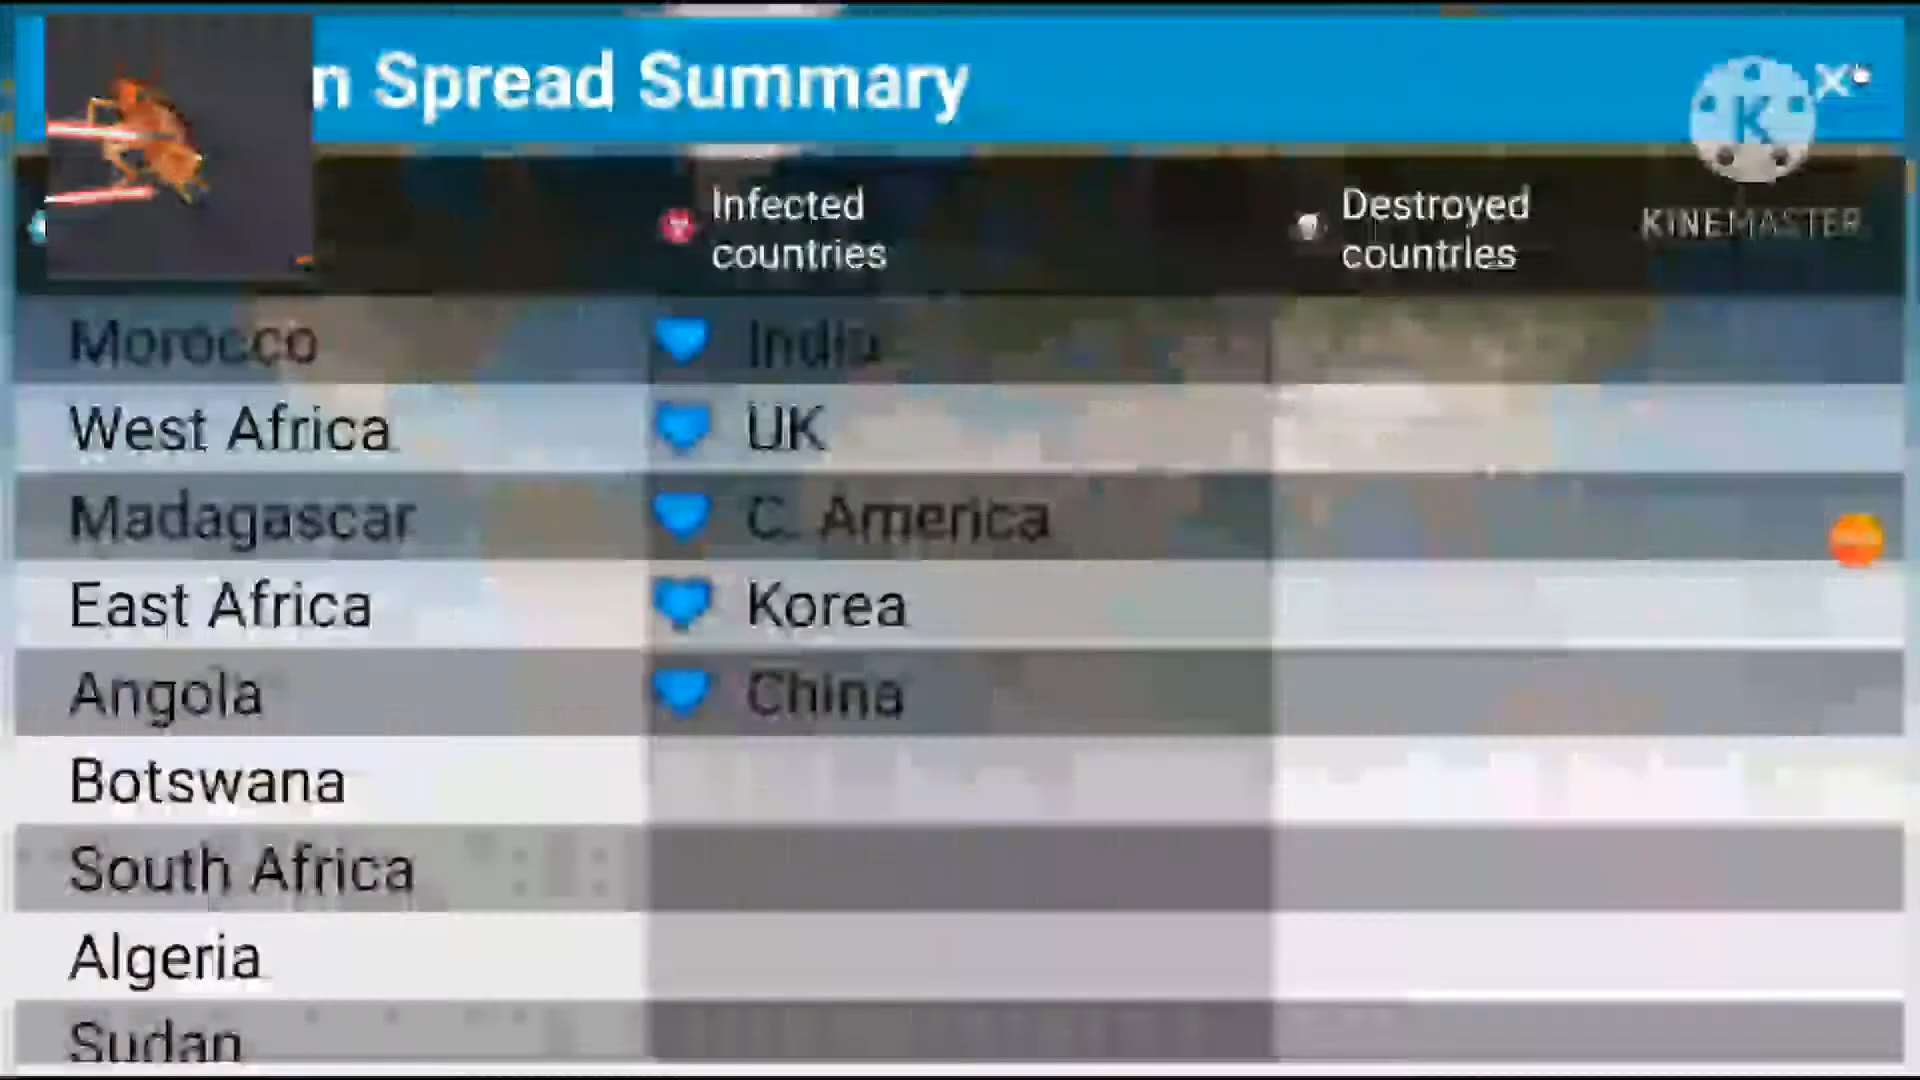 n Spread Summary
K
KINEMASTER
Infected
countries
Destroyed
countries
Morocco
India
West Africa
UK
Madagascar
C. America
East Africa
Korea
Angola
China
Botswana
South Africa
Algeria
Sudan